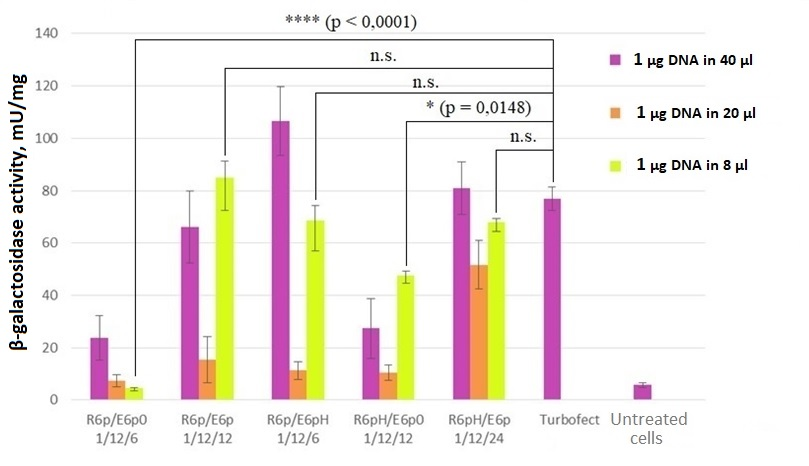 **** (p < 0,0001)
n.s.
n.s.
* (p = 0,0148)
n.s.
1 µg DNA in 40 µl
1 µg DNA in 20 µl
1 µg DNA in 8 µl
β-galactosidase activity, mU/mg
140
120
100
80
60
40
20
0
R6p/E6p0 R6p/E6p R6p/E6pH R6pH/E6p0 R6pH/E6p Turbofect Untreated
1/12/6 1/12/12 1/12/6 1/12/12 1/12/24 cells